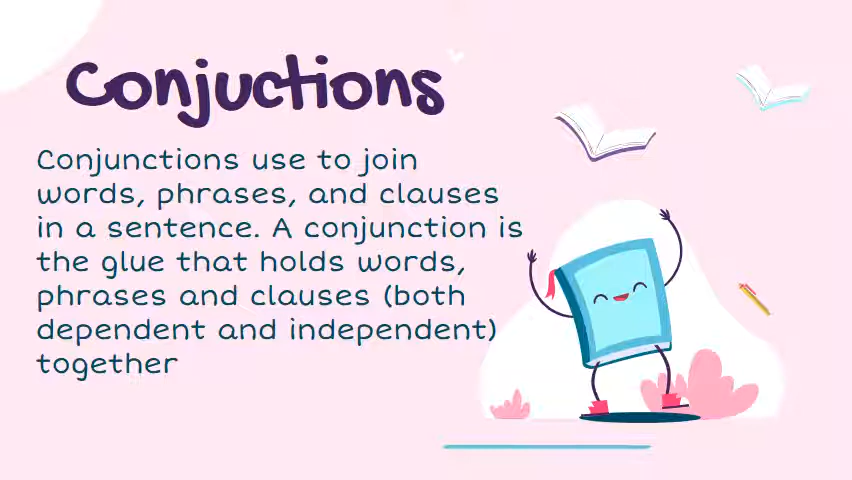 Conjuctions
Conjunctions use to join
words, phrases, and clauses
in a sentence. A conjunction is
the glue that holds words,
phrases and clauses (both
dependent and independent)
together